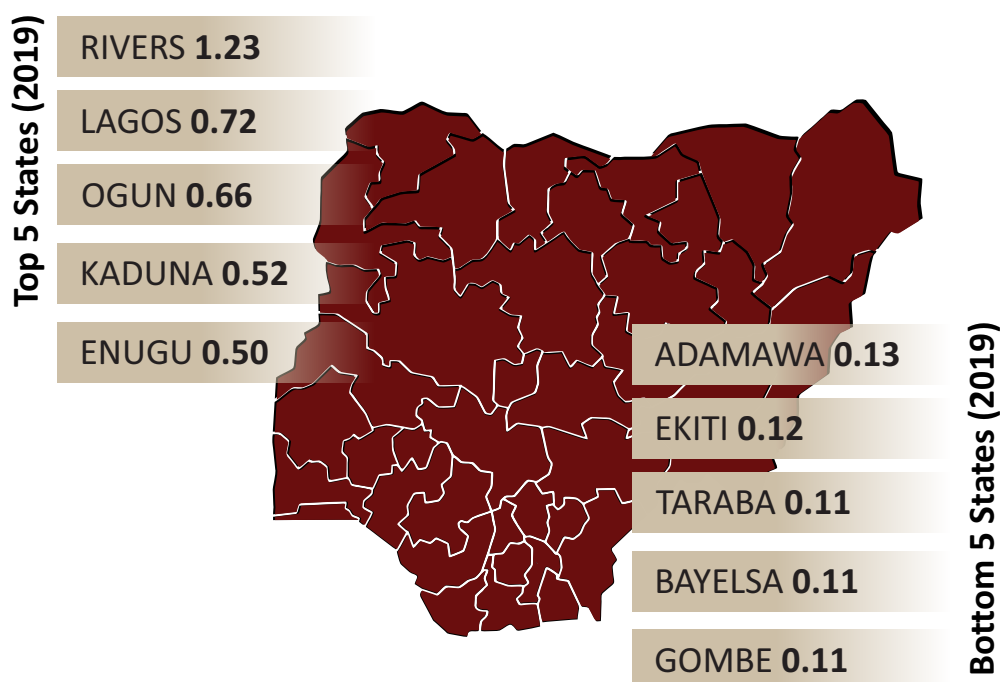 Top 5 States (2019)
RIVERS 1.23
LAGOS 0.72
OGUN 0.66
KADUNA 0.52
ENUGU 0.50
Bottom 5 States (2019)
ADAMAWA 0.13
EKITI 0.12
TARABA 0.11
BAYELSA 0.11
GOMBE 0.11